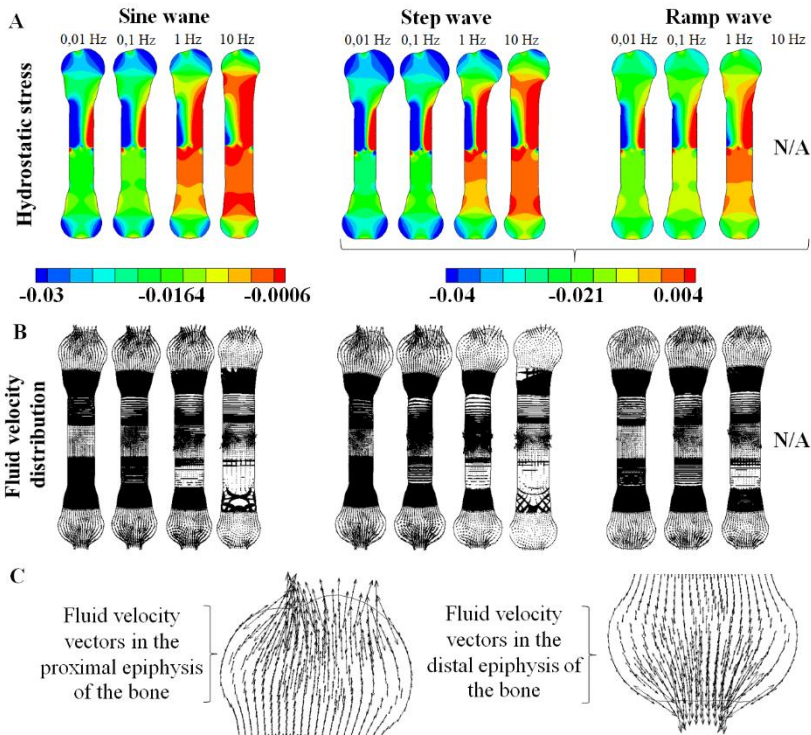 A
Sine wane
Step wave
Ramp wave
0,01 Hz 0,1 Hz 1 Hz 10 Hz
0,01 Hz 0,1 Hz 1 Hz 10 Hz
0,01 Hz 0,1 Hz 1 Hz 10 Hz
Hydrostatic stress
N/A
-0.03 -0.0164 -0.0006
-0.04 -0.021 0.004
B
Fluid velocity
distribution
N/A
C
Fluid velocity
vectors in the
proximal epiphysis
of the bone
Fluid velocity
vectors in the
distal epiphysis of
the bone